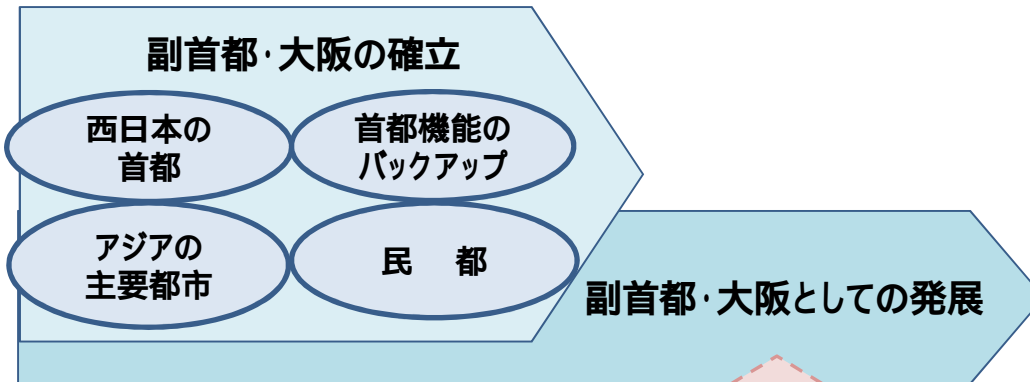 副首都・大阪の確立
西日本の
首都
首都機能の
バックアップ
アジアの
主要都市
民　都
副首都・大阪としての発展